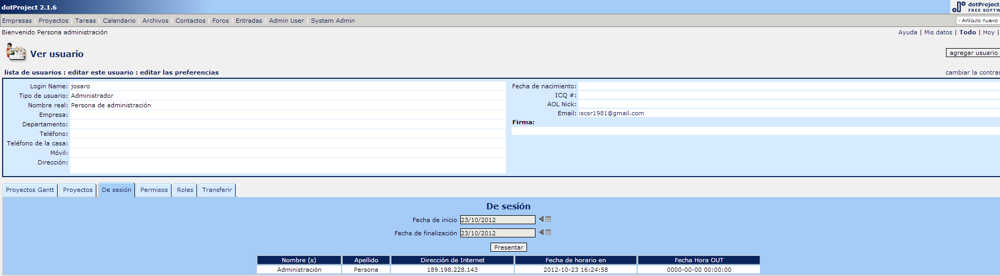 dotProject 2.1.6
dotProject
FREE SOFTW
Empresas | Proyectos | Tareas | Calendario | Archivos | Contactos | Foros | Entradas | Admin User | System Admin
- Artículo nuevo -
Bienvenido Persona administración
Ayuda | Mis datos | Todo | Hoy |
Ver usuario
agregar usuario
lista de usuarios : editar este usuario : editar las preferencias
cambiar la contras
Login Name: josaro
Tipo de usuario: Administrador
Nombre real: Persona de administración
Empresa:
Departamento:
Teléfono:
Teléfono de la casa:
Móvil:
Dirección:
Fecha de nacimiento:
ICQ #:
AOL Nick:
Email: iscsr1981@gmail.com
Firma:
Proyectos Gantt Proyectos De sesión Permisos Roles Transferir
De sesión
Fecha de inicio 23/10/2012
Fecha de finalización 23/10/2012
Presentar
Nombre (s) Apellido Dirección de Internet Fecha de horario en Fecha Hora OUT
Administración Persona 189.198.228.143 2012-10-23 16:24:58 0000-00-00 00:00:00